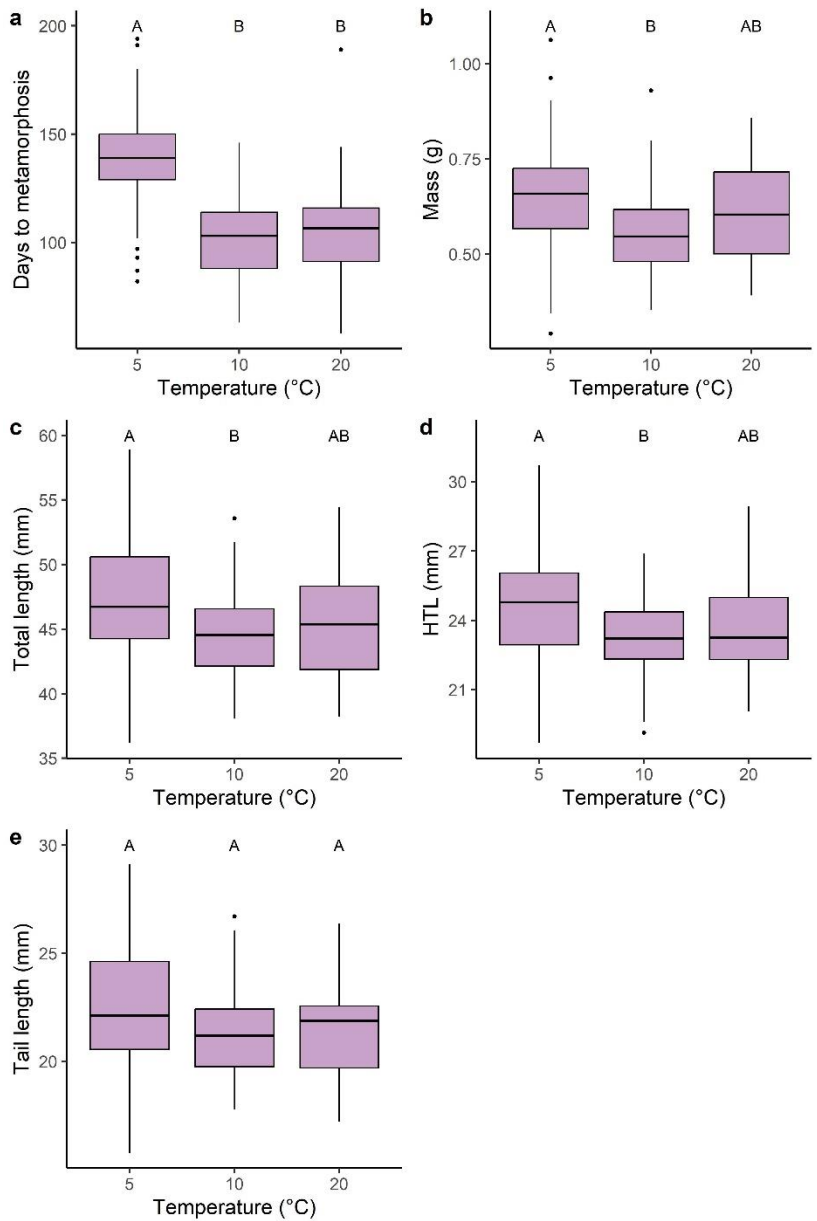 a
A B B
200
150
100
Days to metamorphosis
5 10 20
Temperature (°C)
b
A B AB
1.00
0.75
0.50
Mass (g)
5 10 20
Temperature (°C)
c
A B AB
60
55
50
45
40
35
Total length (mm)
5 10 20
Temperature (°C)
d
A B AB
30
27
24
21
HTL (mm)
5 10 20
Temperature (°C)
e
A A A
30
25
20
Tail length (mm)
5 10 20
Temperature (°C)